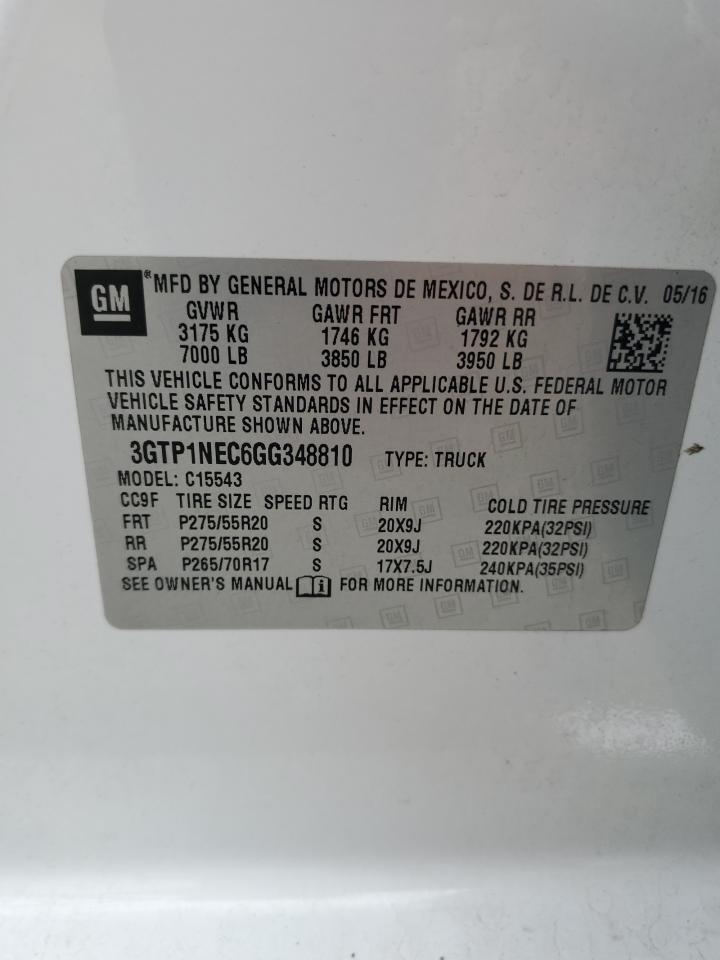 GM ® MFD BY GENERAL MOTORS DE MEXICO, S. DE R.L. DE C.V. 05/16
GVWR GAWR FRT GAWR RR
3175 KG 1746 KG 1792 KG
7000 LB 3850 LB 3950 LB
THIS VEHICLE CONFORMS TO ALL APPLICABLE U.S. FEDERAL MOTOR
VEHICLE SAFETY STANDARDS IN EFFECT ON THE DATE OF
MANUFACTURE SHOWN ABOVE.
3GTP1NEC6GG348810 TYPE: TRUCK
MODEL: C15543
CC9F TIRE SIZE SPEED RTG RIM COLD TIRE PRESSURE
FRT P275/55R20 S 20X9J 220KPA(32PSI)
RR P275/55R20 S 20X9J 220KPA(32PSI)
SPA P265/70R17 S 17X7.5J 240KPA(35PSI)
SEE OWNER'S MANUAL i FOR MORE INFORMATION.